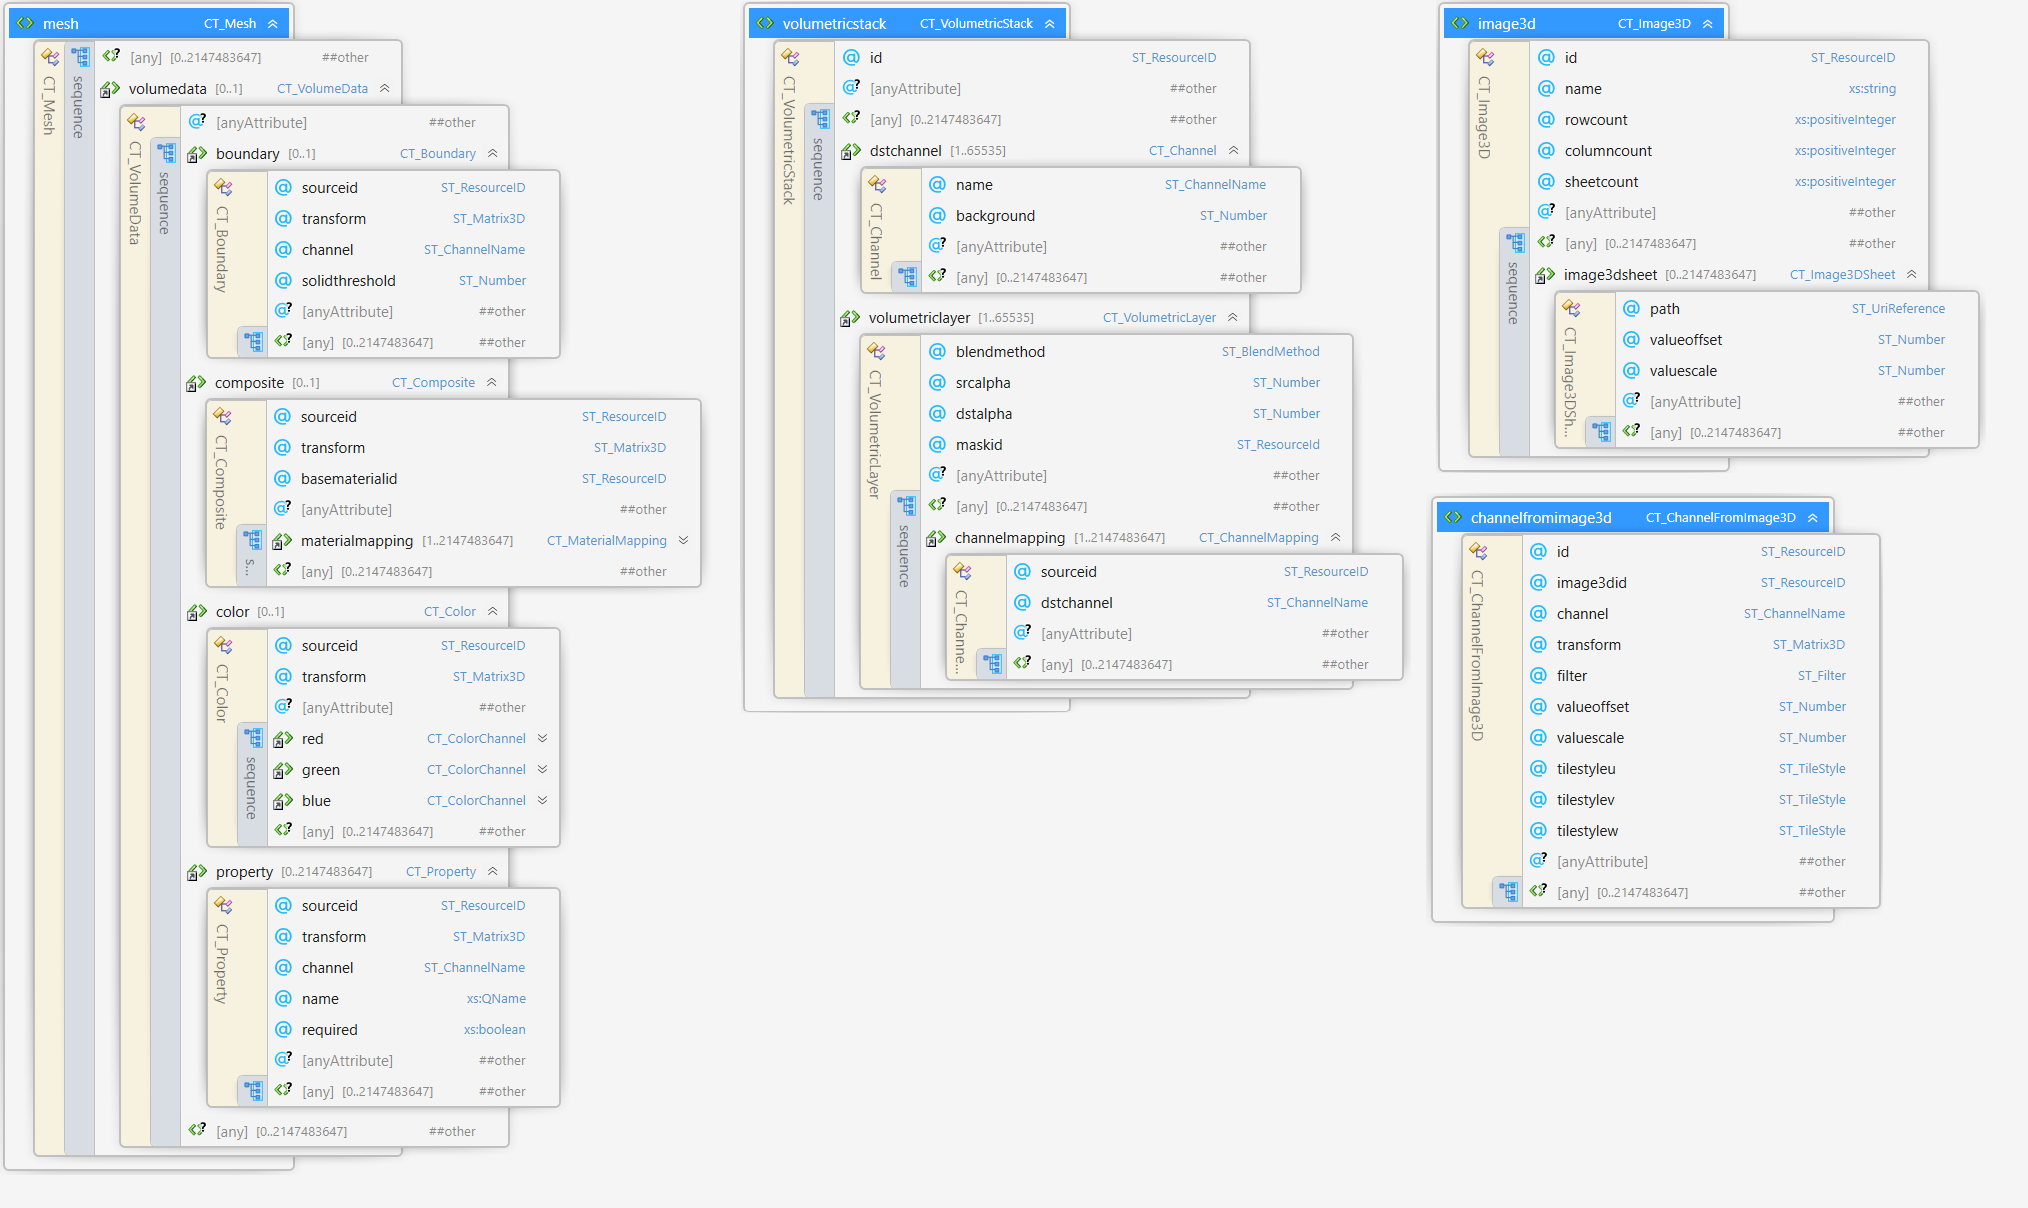 mesh CT_Mesh
CT_Mesh
sequence
[any] [0..2147483647] ##other
volumedata [0..1] CT_VolumeData
CT_VolumeData
sequence
[anyAttribute] ##other
boundary [0..1] CT_Boundary
CT_Boundary
sourceid ST_ResourceID
transform ST_Matrix3D
channel ST_ChannelName
solidthreshold ST_Number
[anyAttribute] ##other
[any] [0..2147483647] ##other
composite [0..1] CT_Composite
CT_Composite
s...
sourceid ST_ResourceID
transform ST_Matrix3D
basematerialid ST_ResourceID
[anyAttribute] ##other
materialmapping [1..2147483647] CT_MaterialMapping
[any] [0..2147483647] ##other
color [0..1] CT_Color
CT_Color
sequence
sourceid ST_ResourceID
transform ST_Matrix3D
[anyAttribute] ##other
red CT_ColorChannel
green CT_ColorChannel
blue CT_ColorChannel
[any] [0..2147483647] ##other
property [0..2147483647] CT_Property
CT_Property
sourceid ST_ResourceID
transform ST_Matrix3D
channel ST_ChannelName
name xs:QName
required xs:boolean
[anyAttribute] ##other
[any] [0..2147483647] ##other
[any] [0..2147483647] ##other
volumetricstack CT_VolumetricStack
CT_VolumetricStack
sequence
id ST_ResourceID
[anyAttribute] ##other
[any] [0..2147483647] ##other
dstchannel [1..65535] CT_Channel
CT_Channel
name ST_ChannelName
background ST_Number
[anyAttribute] ##other
[any] [0..2147483647] ##other
volumetriclayer [1..65535] CT_VolumetricLayer
CT_VolumetricLayer
sequence
blendmethod ST_BlendMethod
srcalpha ST_Number
dstalpha ST_Number
maskid ST_ResourceId
[anyAttribute] ##other
[any] [0..2147483647] ##other
channelmapping [1..2147483647] CT_ChannelMapping
CT_Channe...
sourceid ST_ResourceID
dstchannel ST_ChannelName
[anyAttribute] ##other
[any] [0..2147483647] ##other
image3d CT_Image3D
CT_Image3D
sequence
id ST_ResourceID
name xs:string
rowcount xs:positiveInteger
columncount xs:positiveInteger
sheetcount xs:positiveInteger
[anyAttribute] ##other
[any] [0..2147483647] ##other
image3dsheet [0..2147483647] CT_Image3DSheet
CT_Image3DSh...
path ST_UriReference
valueoffset ST_Number
valuescale ST_Number
[anyAttribute] ##other
[any] [0..2147483647] ##other
channelfromimage3d CT_ChannelFromImage3D
CT_ChannelFromImage3D
id ST_ResourceID
image3did ST_ResourceID
channel ST_ChannelName
transform ST_Matrix3D
filter ST_Filter
valueoffset ST_Number
valuescale ST_Number
tilestyleu ST_TileStyle
tilestylev ST_TileStyle
tilestylew ST_TileStyle
[anyAttribute] ##other
[any] [0..2147483647] ##other